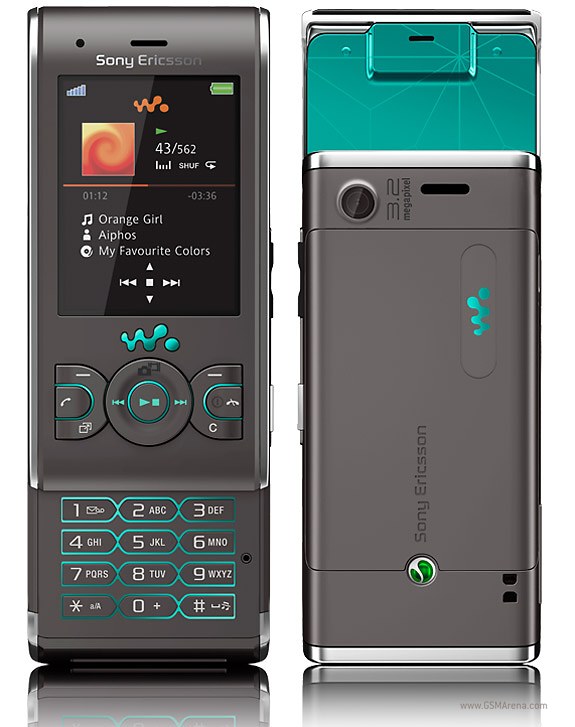 Sony Ericsson
43/562
SHUF
01:12 -03:36
Orange Girl
Aiphos
My Favourite Colors
C
1 2 ABC 3 DEF
4 GHI 5 JKL 6 MNO
7 PQRS 8 TUV 9 WXYZ
* a/A 0 + #
3.2
megapixel
Sony Ericsson
www.GSMArena.com